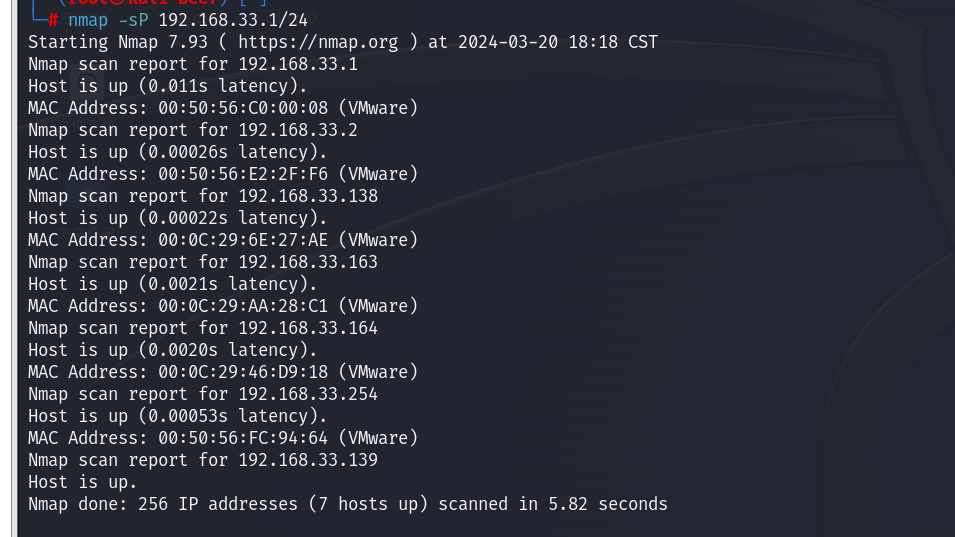 └─# nmap -sP 192.168.33.1/24
Starting Nmap 7.93 ( https://nmap.org ) at 2024-03-20 18:18 CST
Nmap scan report for 192.168.33.1
Host is up (0.011s latency).
MAC Address: 00:50:56:C0:00:08 (VMware)
Nmap scan report for 192.168.33.2
Host is up (0.00026s latency).
MAC Address: 00:50:56:E2:2F:F6 (VMware)
Nmap scan report for 192.168.33.138
Host is up (0.00022s latency).
MAC Address: 00:0C:29:6E:27:AE (VMware)
Nmap scan report for 192.168.33.163
Host is up (0.0021s latency).
MAC Address: 00:0C:29:AA:28:C1 (VMware)
Nmap scan report for 192.168.33.164
Host is up (0.0020s latency).
MAC Address: 00:0C:29:46:D9:18 (VMware)
Nmap scan report for 192.168.33.254
Host is up (0.00053s latency).
MAC Address: 00:50:56:FC:94:64 (VMware)
Nmap scan report for 192.168.33.139
Host is up.
Nmap done: 256 IP addresses (7 hosts up) scanned in 5.82 seconds